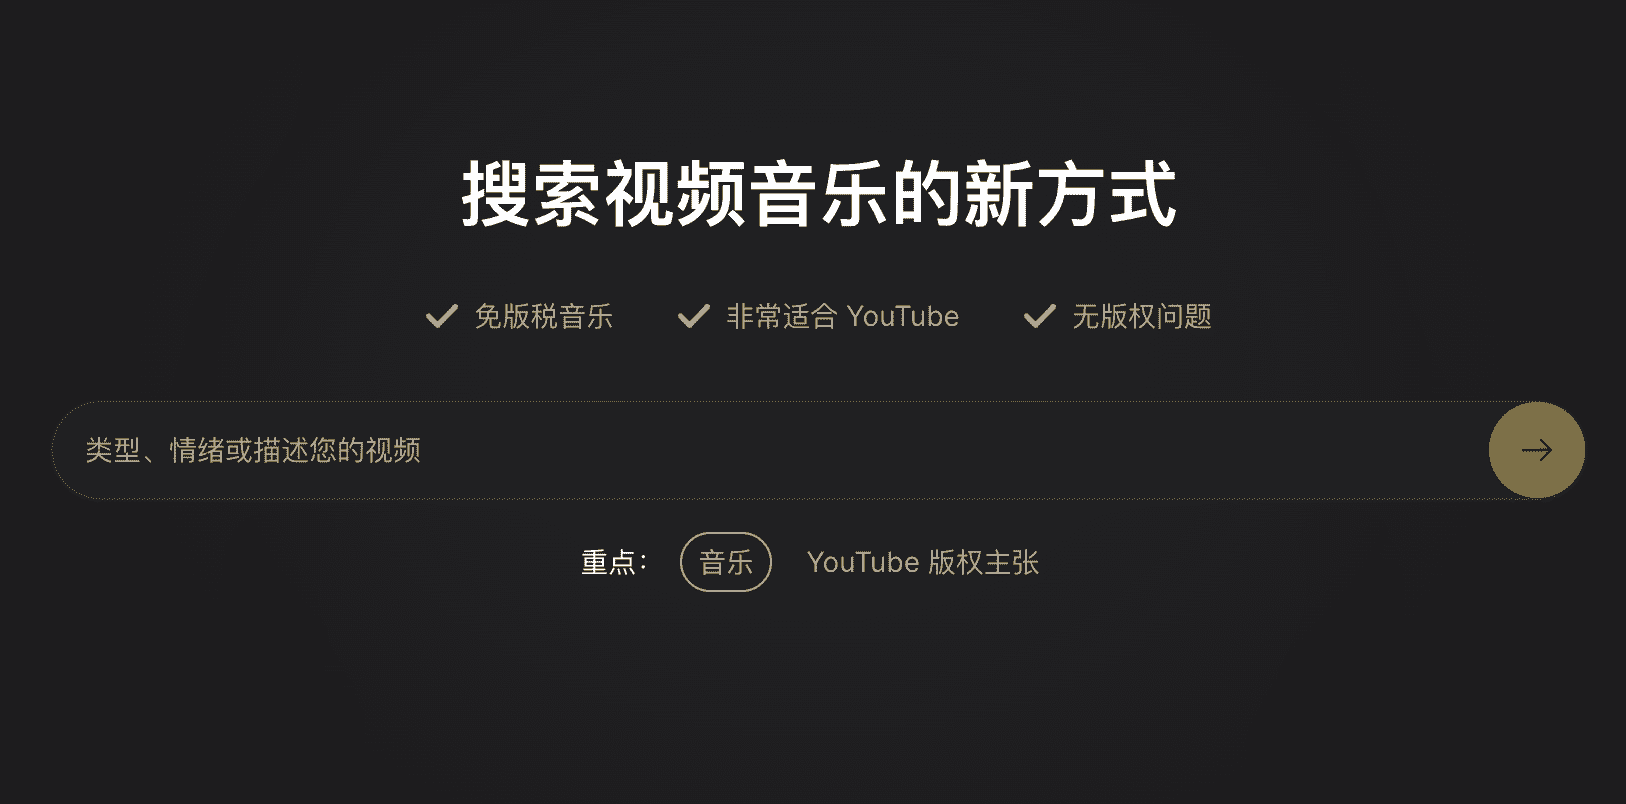 搜索视频音乐的新方式
免版税音乐 非常适合 YouTube 无版权问题
类型、情绪或描述您的视频
重点： 音乐 YouTube 版权主张